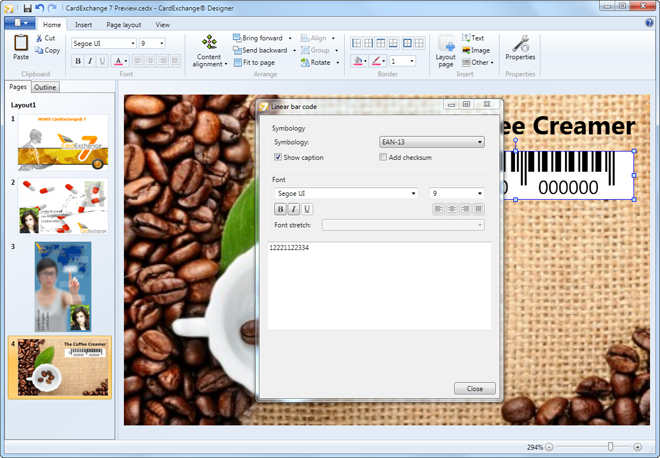 CardExchange 7 Preview.cedx - CardExchange® Designer
Home Insert Page layout View
Paste
Cut
Copy
Clipboard
Segoe UI 9
B I U A
Font
Content alignment
Bring forward
Send backward
Fit to page
Align
Group
Rotate
Arrange
1
Border
Layout page
Text
Image
Other
Insert
Properties
Properties
Pages Outline
Layout1
1
CardExchange 7
2
3
4
The Coffee Creamer
000000 000000
Linear bar code
Symbology
Symbology: EAN-13
Show caption Add checksum
Font
Segoe UI 9
B I U
Font stretch:
12221122334
Close
ee Creamer
0 000000
294%